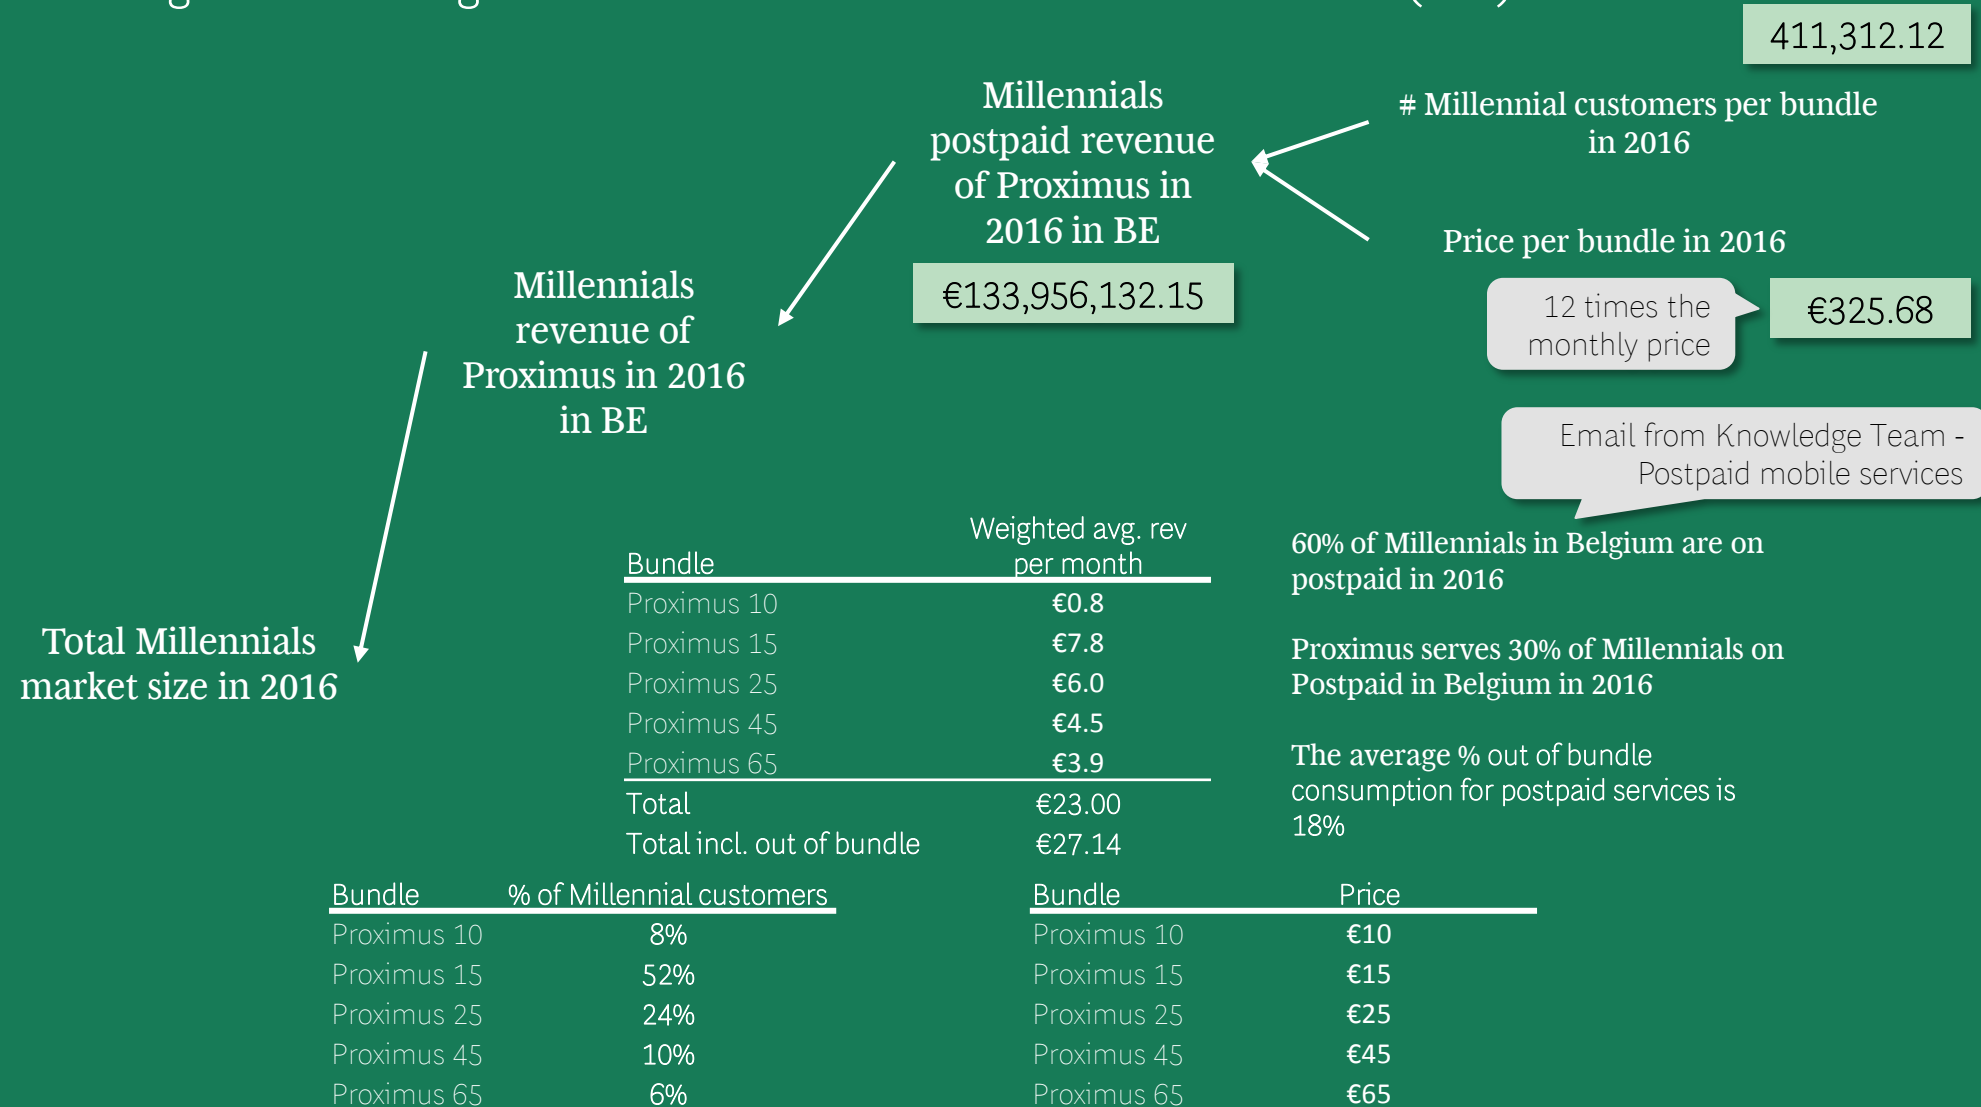 411,312.12
Millennials
postpaid revenue
of Proximus in
2016 in BE
€133,956,132.15
# Millennial customers per bundle
in 2016
Price per bundle in 2016
12 times the
monthly price
€325.68
Millennials
revenue of
Proximus in 2016
in BE
Email from Knowledge Team -
Postpaid mobile services
Total Millennials
market size in 2016
Bundle Weighted avg. rev
per month
Proximus 10 €0.8
Proximus 15 €7.8
Proximus 25 €6.0
Proximus 45 €4.5
Proximus 65 €3.9
Total €23.00
Total incl. out of bundle €27.14
60% of Millennials in Belgium are on
postpaid in 2016
Proximus serves 30% of Millennials on
Postpaid in Belgium in 2016
The average % out of bundle
consumption for postpaid services is
18%
Bundle % of Millennial customers
Proximus 10 8%
Proximus 15 52%
Proximus 25 24%
Proximus 45 10%
Proximus 65 6%
Bundle Price
Proximus 10 €10
Proximus 15 €15
Proximus 25 €25
Proximus 45 €45
Proximus 65 €65